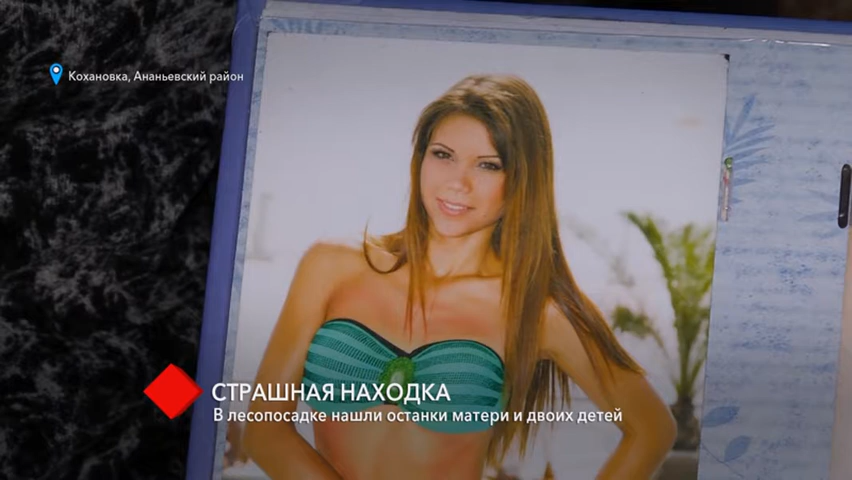 Кохановка, Ананьевский район
СТРАШНАЯ НАХОДКА
В лесопосадке нашли останки матери и двоих детей